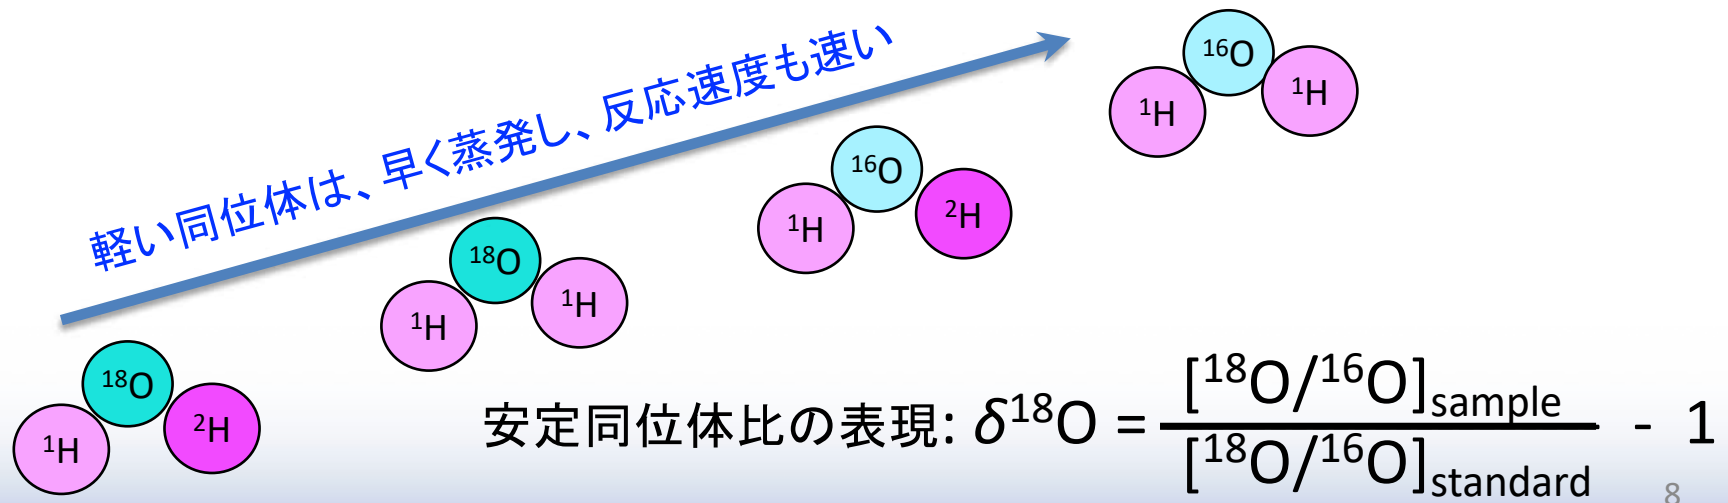 軽い同位体は、早く蒸発し、反応速度も速い
¹⁶O
¹H
¹H
¹⁶O
¹H
²H
¹⁸O
¹H
¹H
¹⁸O
¹H
²H
安定同位体比の表現: δ¹⁸O = [¹⁸O/¹⁶O]sample / [¹⁸O/¹⁶O]standard - 1
8